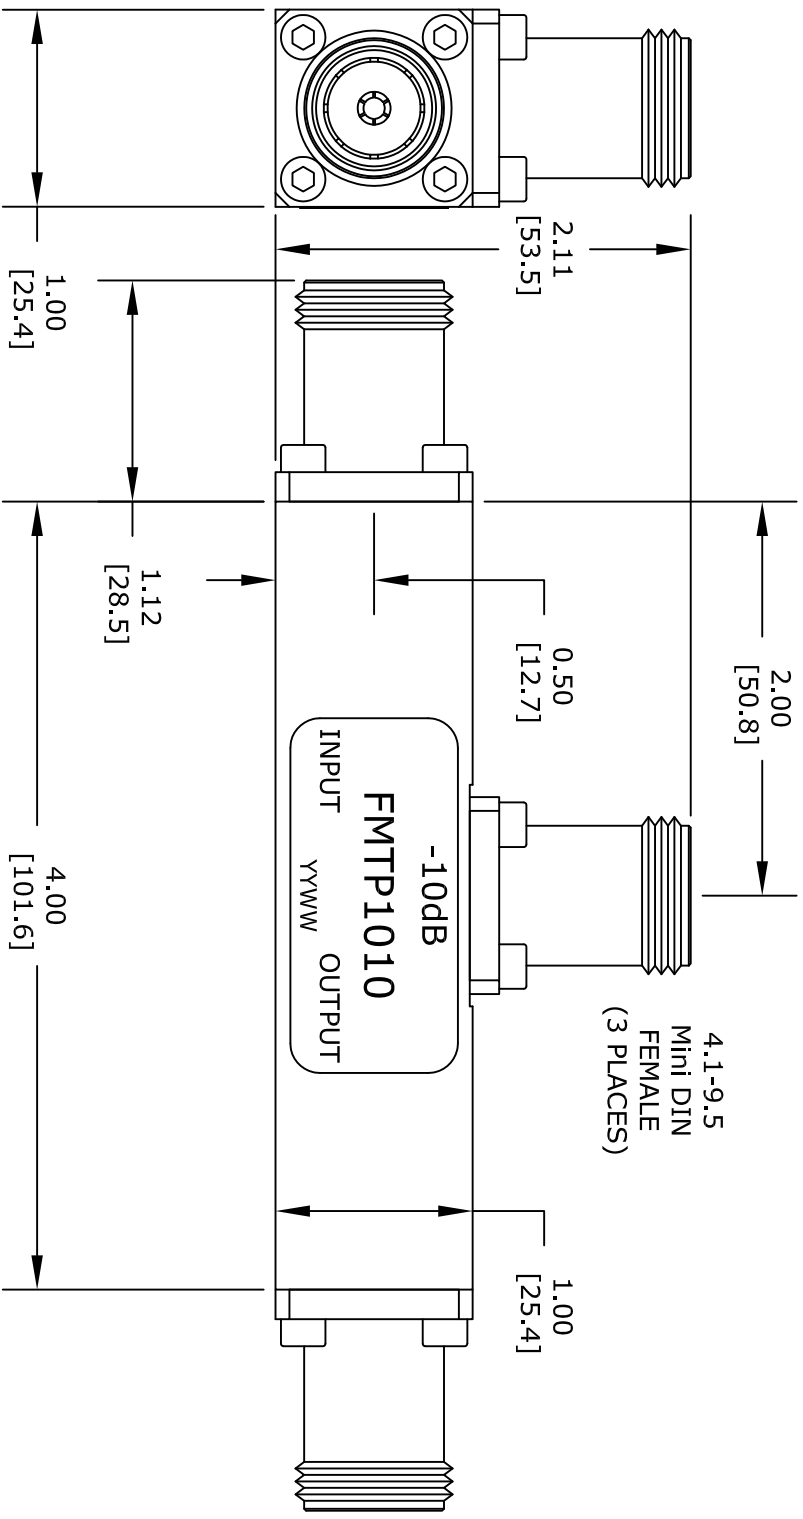 4.1-9.5
Mini DIN
FEMALE
(3 PLACES)
2.00
[50.8]
2.11
[53.5]
0.50
[12.7]
1.00
[25.4]
-10dB
FMTP1010
INPUT
OUTPUT
YYWW
1.12
[28.5]
1.00
[25.4]
4.00
[101.6]